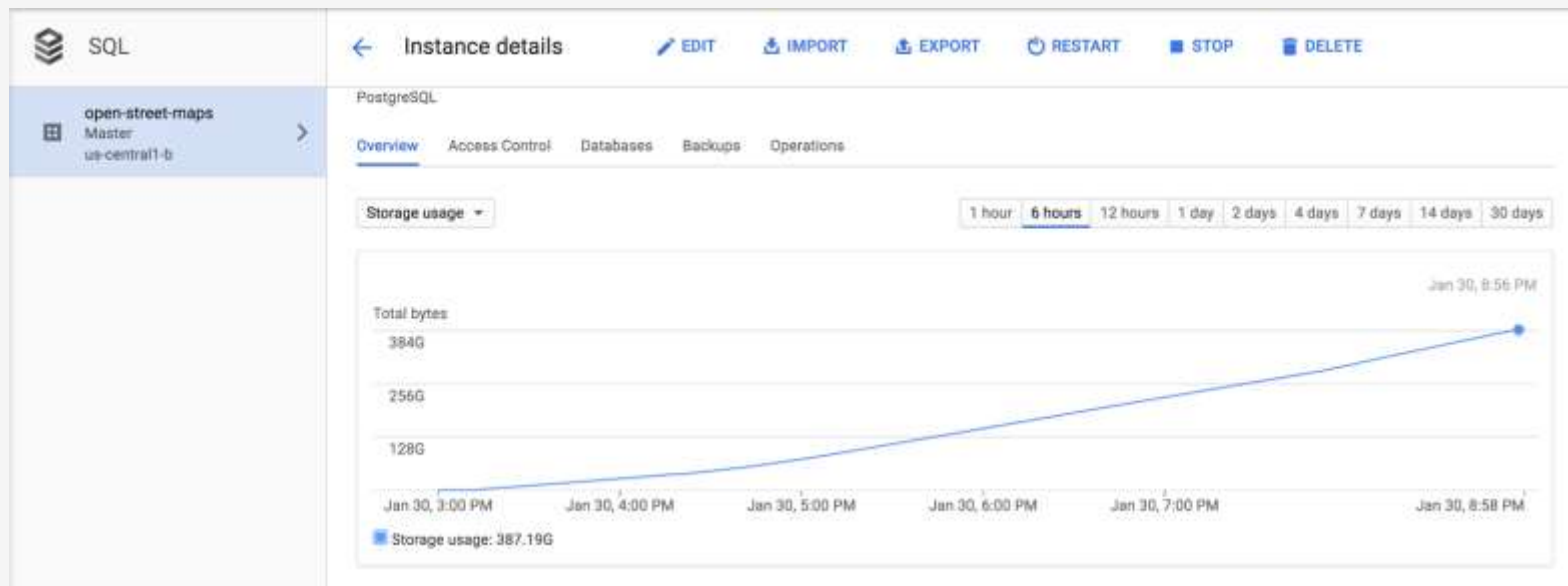 SQL
Instance details
EDIT
IMPORT
EXPORT
RESTART
STOP
DELETE
open-street-maps
Master
us-central1-b
PostgreSQL
Overview Access Control Databases Backups Operations
Storage usage
1 hour 6 hours 12 hours 1 day 2 days 4 days 7 days 14 days 30 days
Jan 30, 8:56 PM
Total bytes
384G
256G
128G
Jan 30, 3:00 PM Jan 30, 4:00 PM Jan 30, 5:00 PM Jan 30, 6:00 PM Jan 30, 7:00 PM Jan 30, 8:58 PM
Storage usage: 387.19G